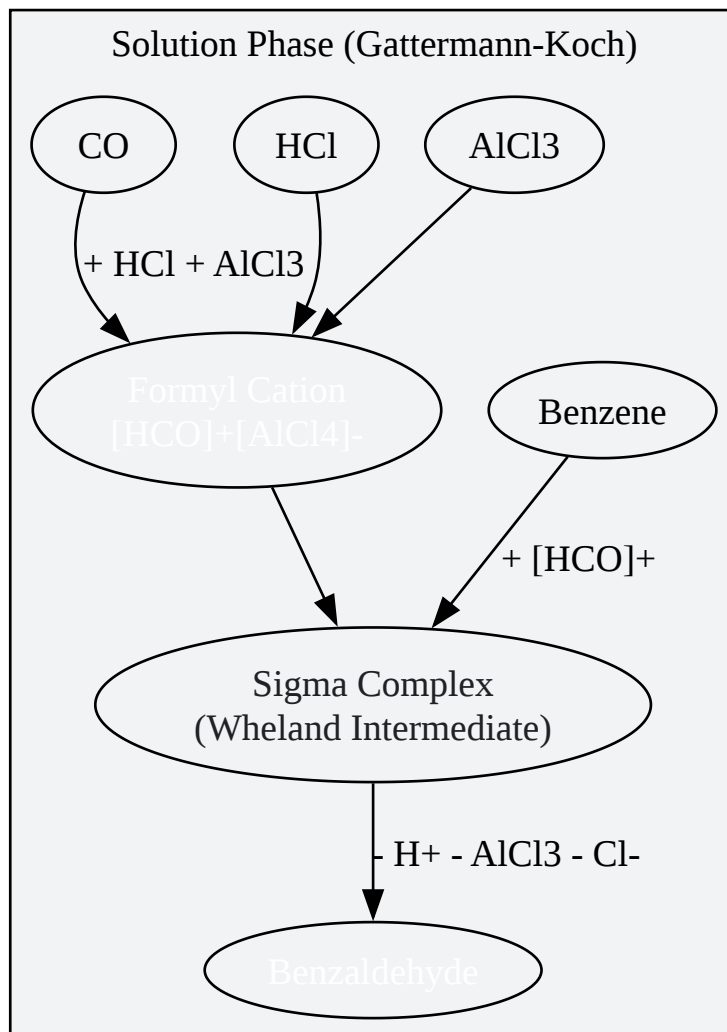 Solution Phase (Gattermann-Koch)
CO
HCl
AlCl3
+ HCl + AlCl3
Formyl Cation
[HCO]+[AlCl4]-
Benzene
+ [HCO]+
Sigma Complex
(Wheland Intermediate)
- H+ - AlCl3 - Cl-
Benzaldehyde